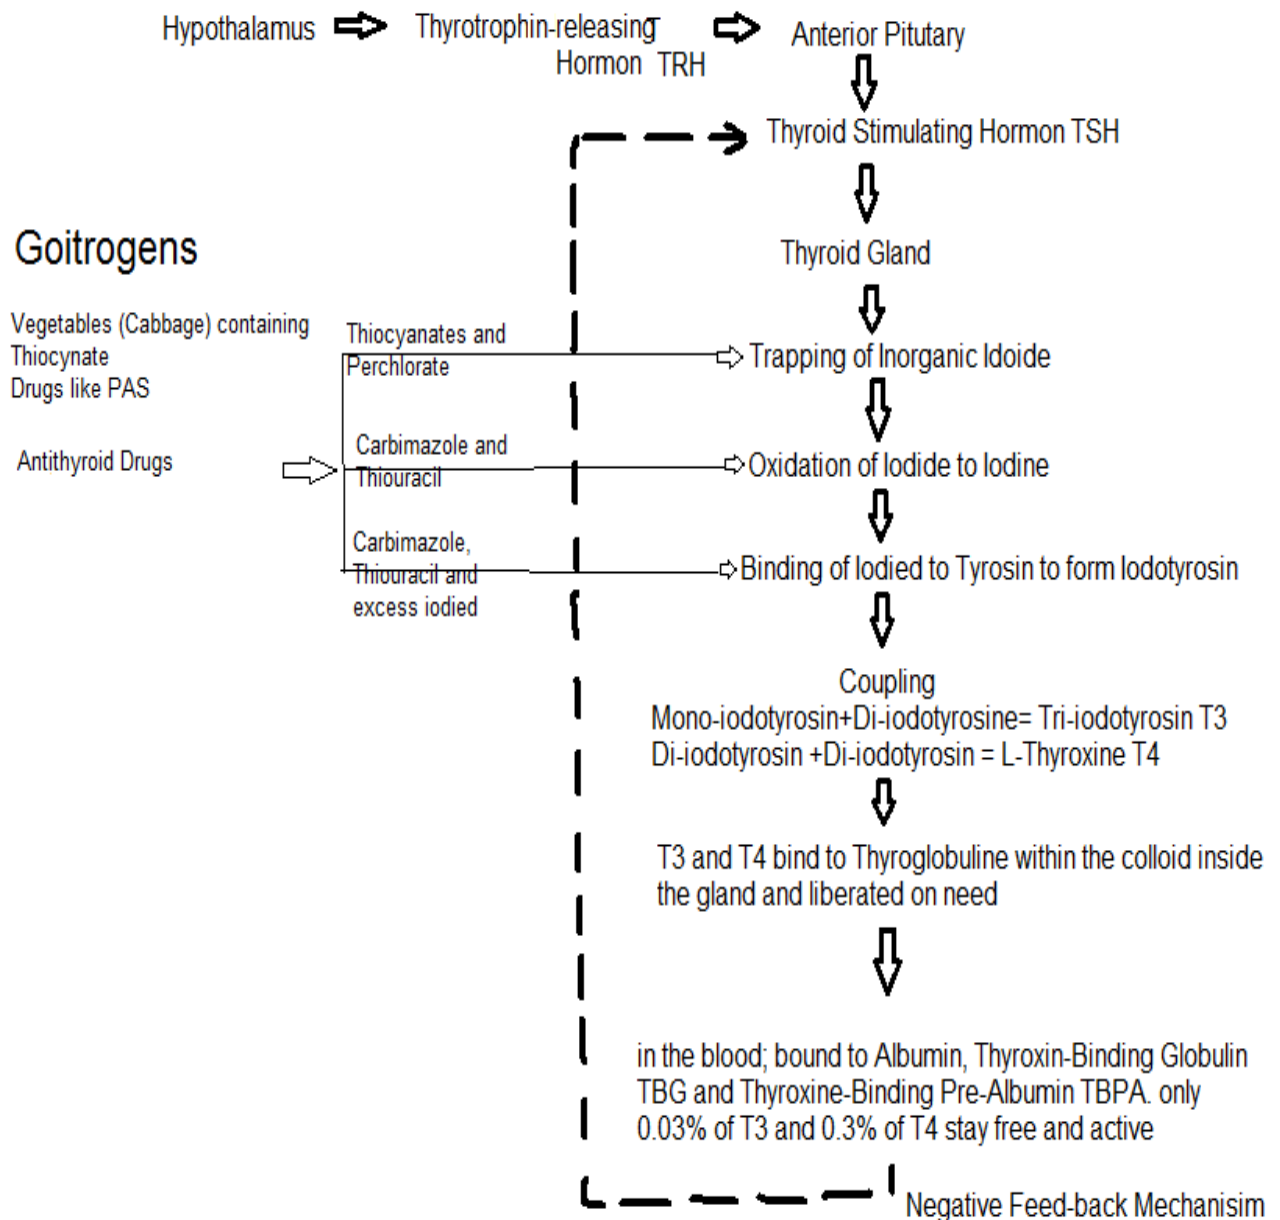 Hypothalamus
Thyrotrophin-releasing
Hormon TRH
Anterior Pitutary
Thyroid Stimulating Hormon TSH
Thyroid Gland
Goitrogens
Vegetables (Cabbage) containing
Thiocynate
Drugs like PAS
Antithyroid Drugs
Thiocyanates and
Perchlorate
Trapping of Inorganic Idoide
Carbimazole and
Thiouracil
Oxidation of Iodide to Iodine
Carbimazole,
Thiouracil and
excess iodied
Binding of Iodied to Tyrosin to form Iodotyrosin
Coupling
Mono-iodotyrosin+Di-iodotyrosine= Tri-iodotyrosin T3
Di-iodotyrosin +Di-iodotyrosin = L-Thyroxine T4
T3 and T4 bind to Thyroglobuline within the colloid inside
the gland and liberated on need
in the blood; bound to Albumin, Thyroxin-Binding Globulin
TBG and Thyroxine-Binding Pre-Albumin TBPA. only
0.03% of T3 and 0.3% of T4 stay free and active
Negative Feed-back Mechanisim